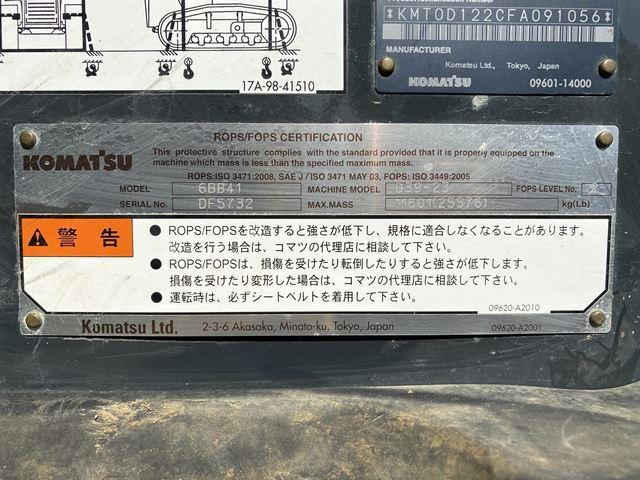 17A-98-41510
*KMT0D122CFA091056*
MANUFACTURER
Komatsu Ltd., Tokyo, Japan
KOMATSU
09601-14000
ROPS/FOPS CERTIFICATION
KOMATSU
This protective structure complies with the standard provided that it is properly equipped on the
machine which mass is less than the specified maximum mass.
ROPS:ISO 3471:2008, SAE J / ISO 3471 MAY 03, FOPS: ISO 3449:2005
MODEL 6BB41 MACHINE MODEL D39-23 FOPS LEVEL No. 2
SERIAL No. DF5732 MAX.MASS 11601(25576) kg(Lb)
警告
● ROPS/FOPSを改造すると強さが低下し、規格に適合しなくなることがあります。
改造を行う場合は、コマツの代理店に相談して下さい。
● ROPS/FOPSは、損傷を受けたり転倒したりすると強さが低下します。
損傷を受けたり変形した場合は、コマツの代理店に相談して下さい。
● 運転時は、必ずシートベルトを着用して下さい。
09620-A2010
Komatsu Ltd. 2-3-6 Akasaka, Minato-ku, Tokyo, Japan 09620-A2001